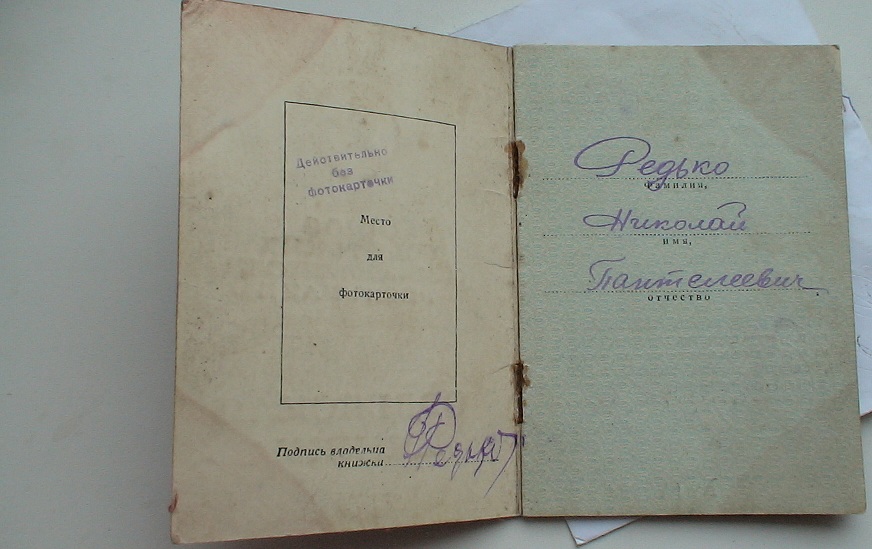 Действительно
без
фотокарточки
Место
для
фотокарточки
Подпись владельца
книжки
Редько
фамилия,
Николай
имя,
Пантелеевич
отчество